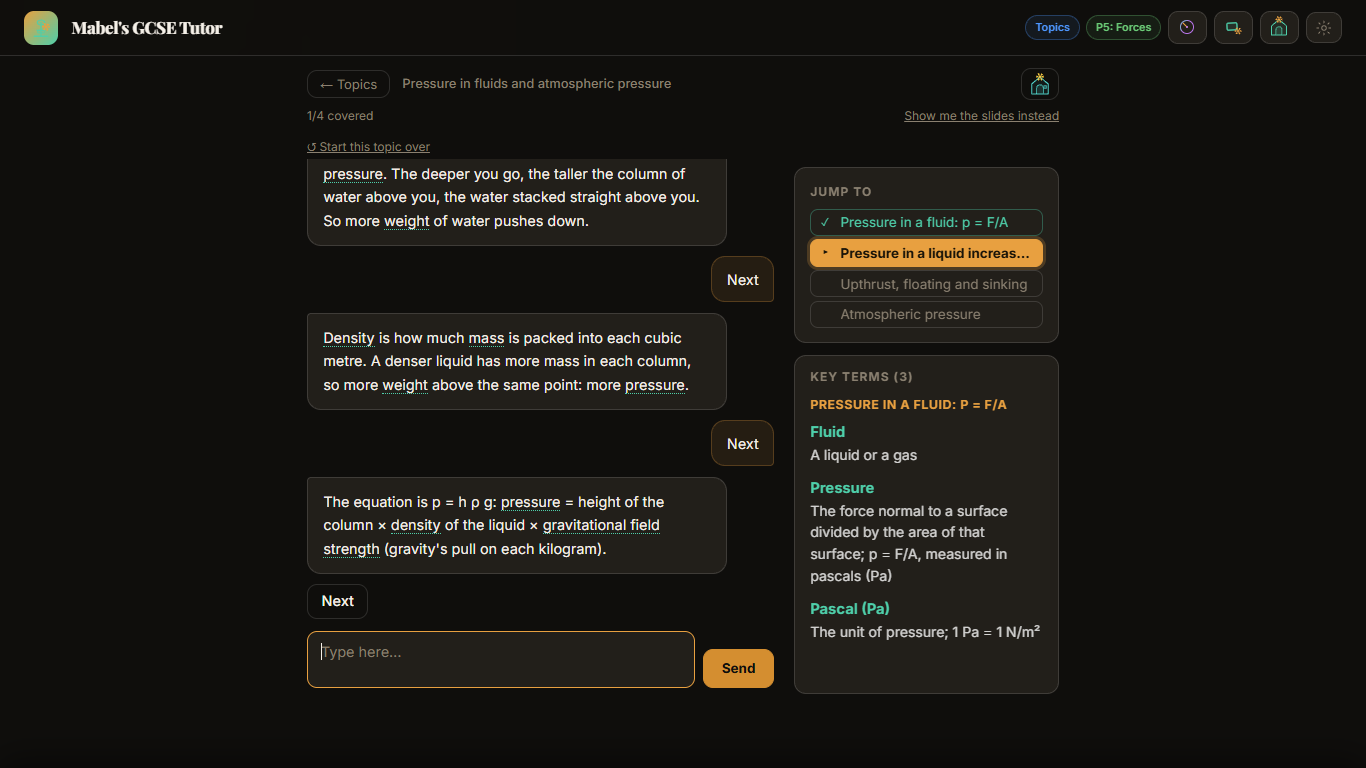 Mabel's GCSE Tutor
Topics
P5: Forces
← Topics
Pressure in fluids and atmospheric pressure
1/4 covered
Show me the slides instead
↺ Start this topic over
pressure. The deeper you go, the taller the column of
water above you, the water stacked straight above you.
So more weight of water pushes down.
Next
Density is how much mass is packed into each cubic
metre. A denser liquid has more mass in each column,
so more weight above the same point: more pressure.
Next
The equation is p = h ρ g: pressure = height of the
column × density of the liquid × gravitational field
strength (gravity's pull on each kilogram).
Next
Type here...
Send
JUMP TO
✓ Pressure in a fluid: p = F/A
‣ Pressure in a liquid increas...
Upthrust, floating and sinking
Atmospheric pressure
KEY TERMS (3)
PRESSURE IN A FLUID: P = F/A
Fluid
A liquid or a gas
Pressure
The force normal to a surface
divided by the area of that
surface; p = F/A, measured in
pascals (Pa)
Pascal (Pa)
The unit of pressure; 1 Pa = 1 N/m²